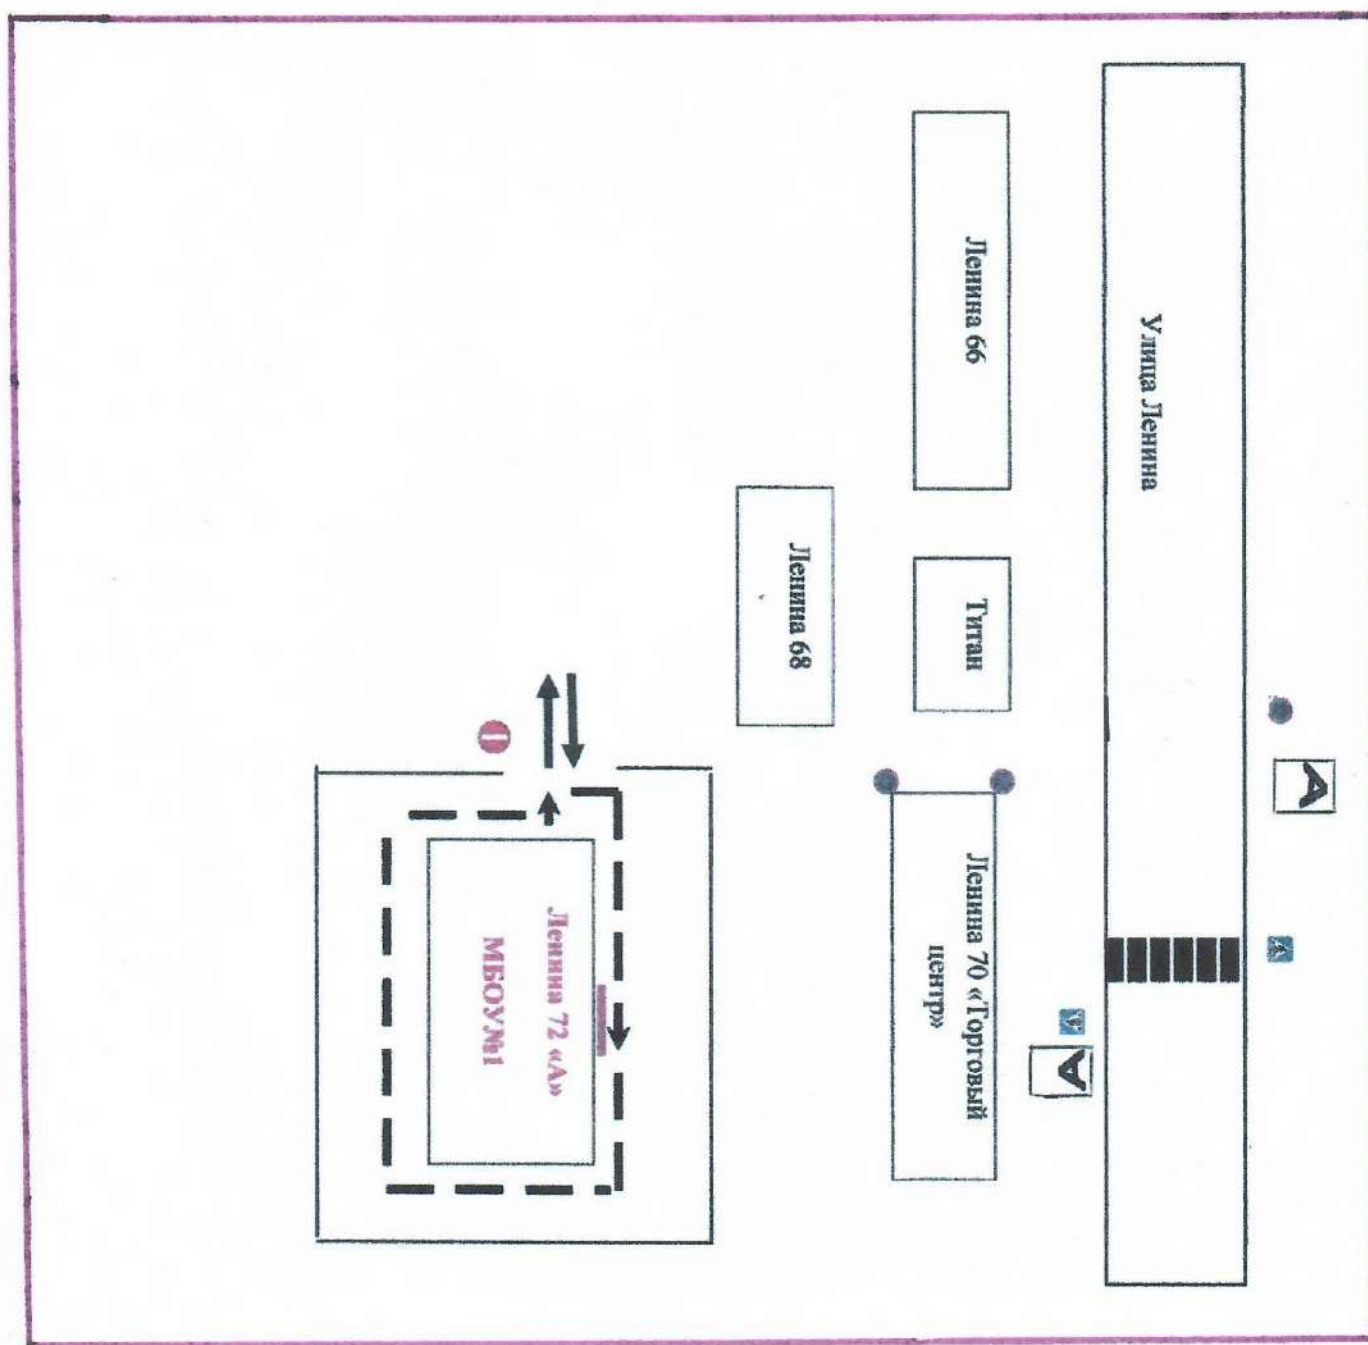 Улица Ленина
А
А
Ленина 66
Титан
Ленина 70 «Торговый
центр»
Ленина 68
Ленина 72 «А»
МБОУ№1